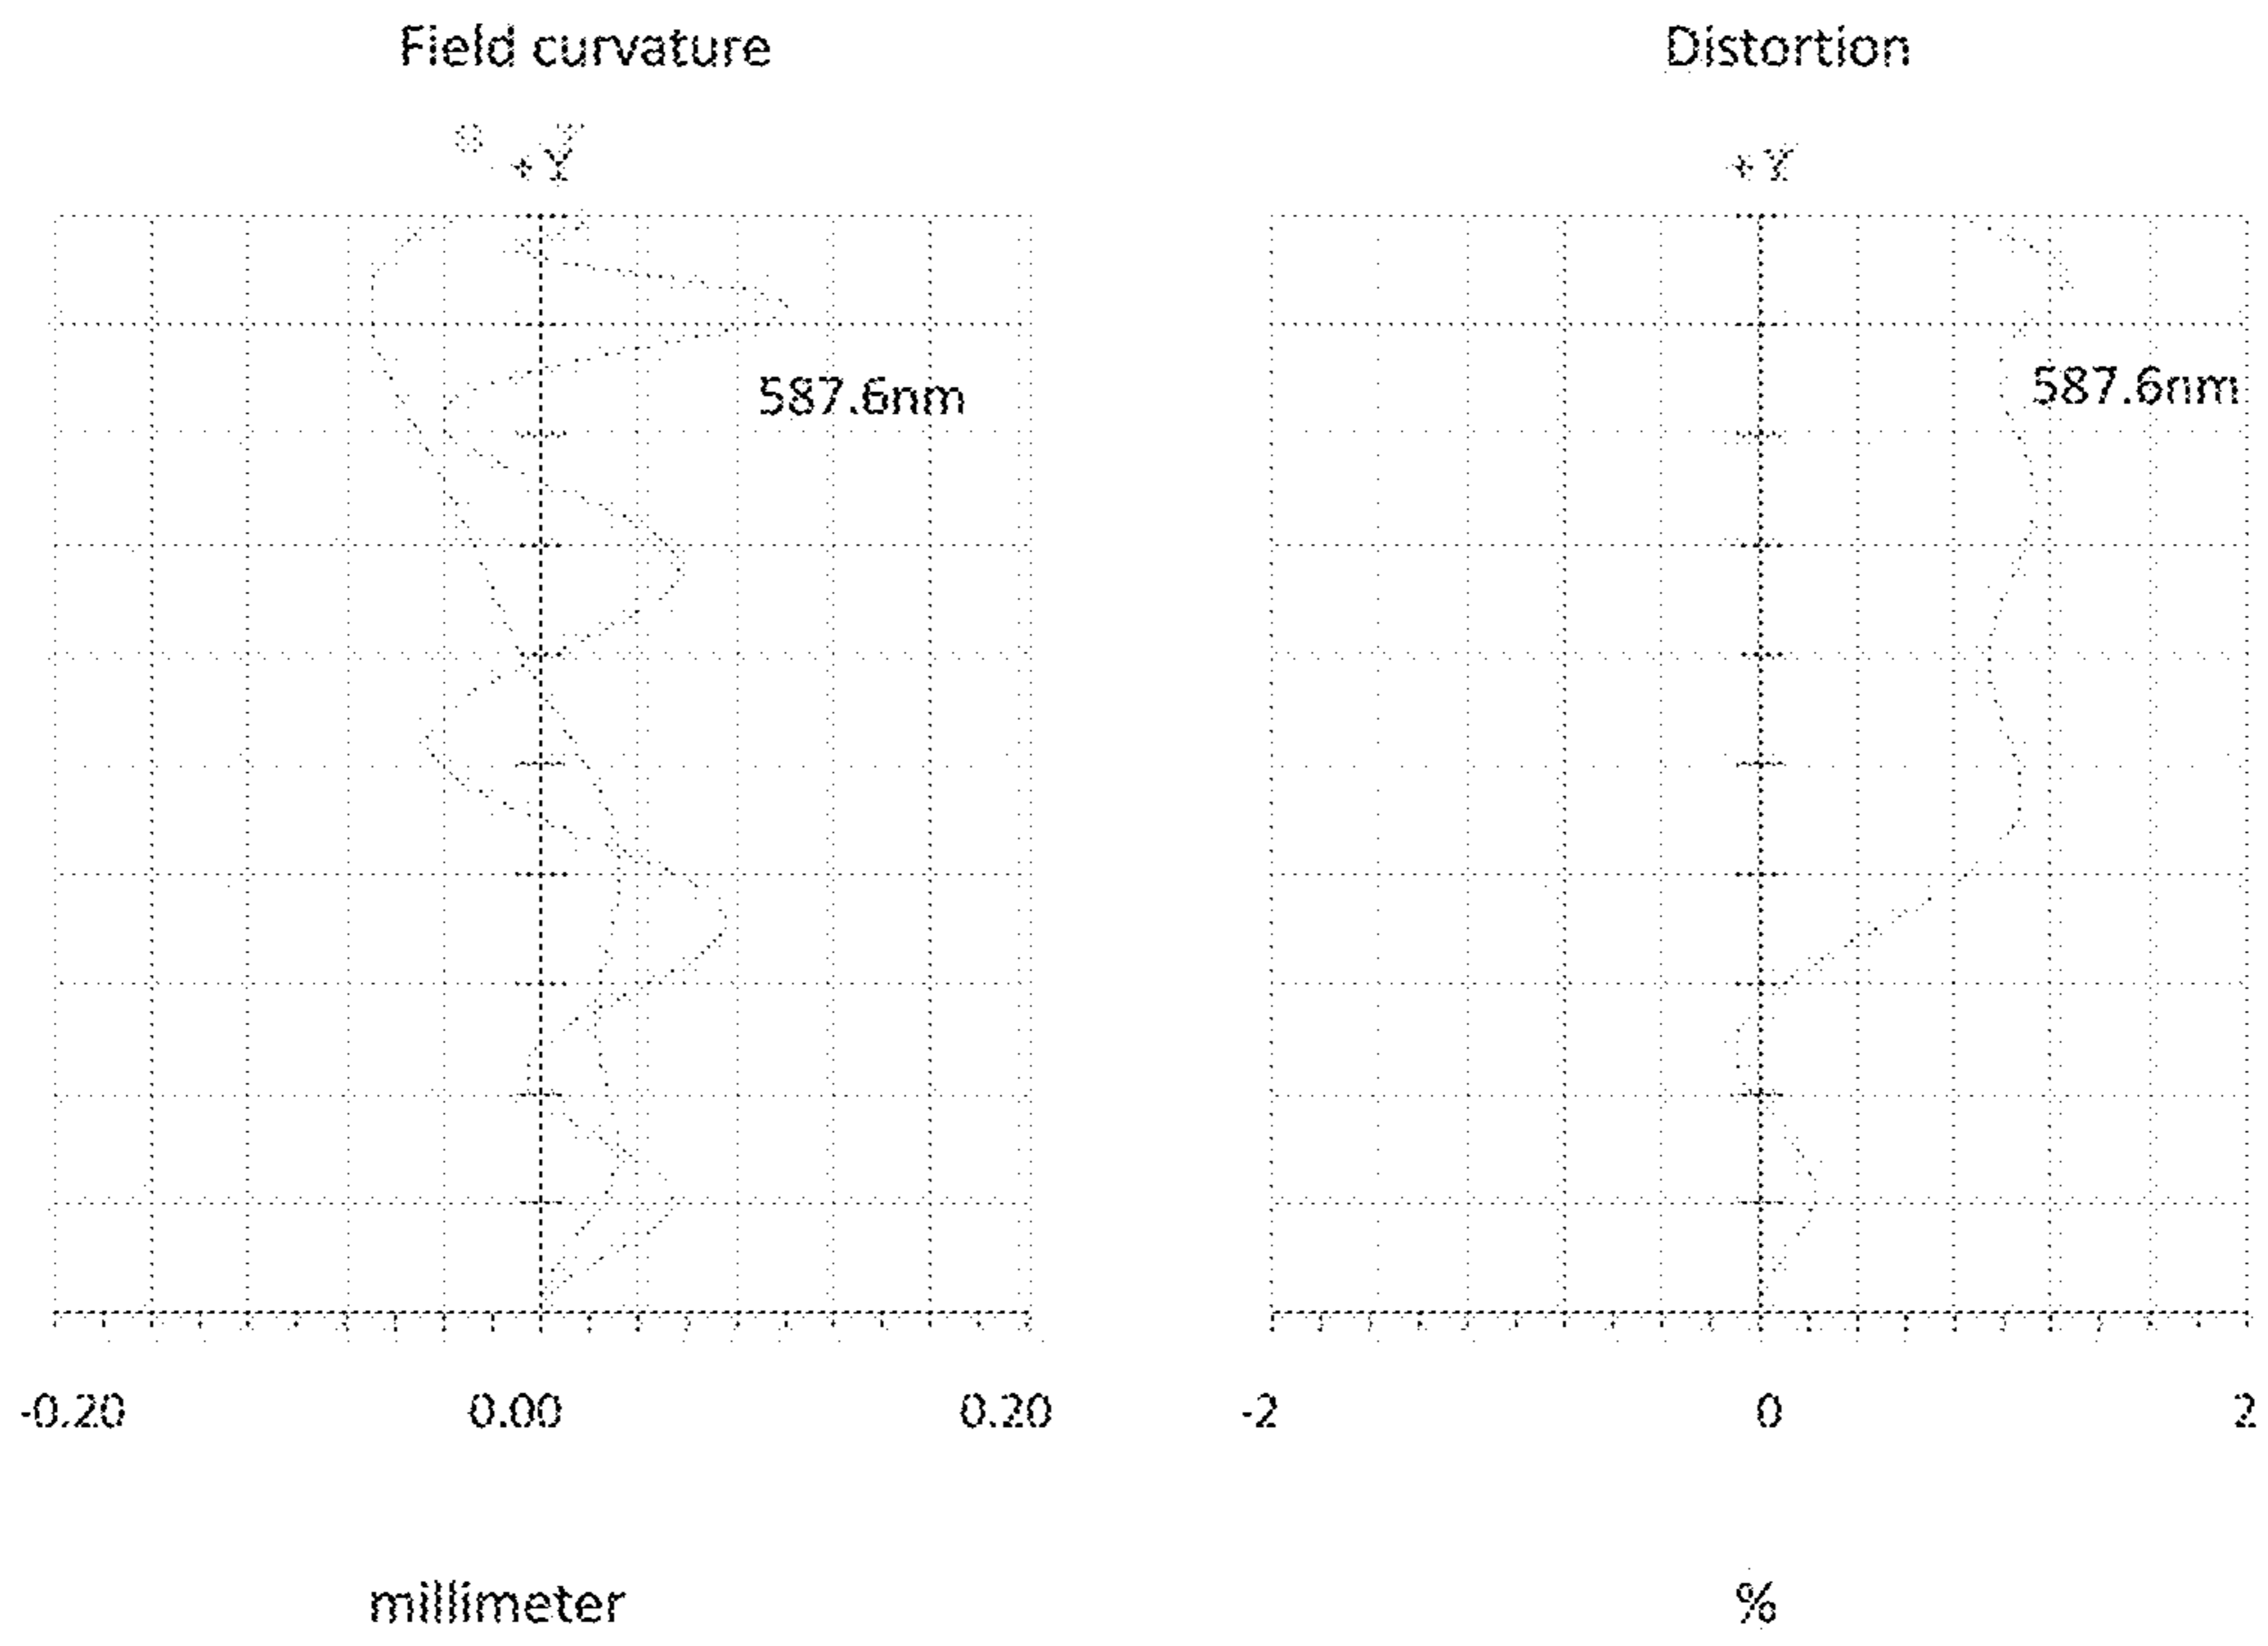 Field curvature
Distortion
+Y
+Y
587.6nm
587.6nm
-0.20
0.00
0.20
-2
0
2
millimeter
%